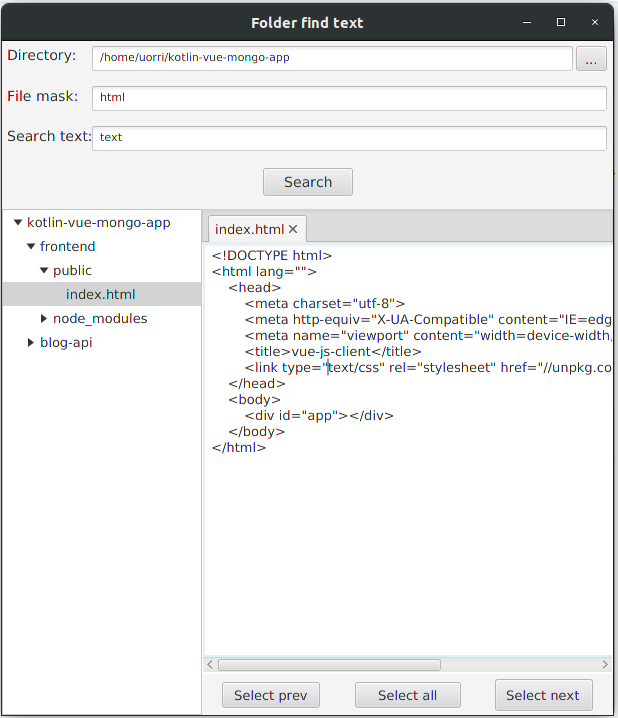 Folder find text
Directory: /home/uorri/kotlin-vue-mongo-app ...
File mask: html
Search text: text
Search
kotlin-vue-mongo-app
frontend
public
index.html
node_modules
blog-api
index.html
<!DOCTYPE html>
<html lang="">
<head>
<meta charset="utf-8">
<meta http-equiv="X-UA-Compatible" content="IE=edg
<meta name="viewport" content="width=device-width,
<title>vue-js-client</title>
<link type="text/css" rel="stylesheet" href="//unpkg.co
</head>
<body>
<div id="app"></div>
</body>
</html>
Select prev Select all Select next